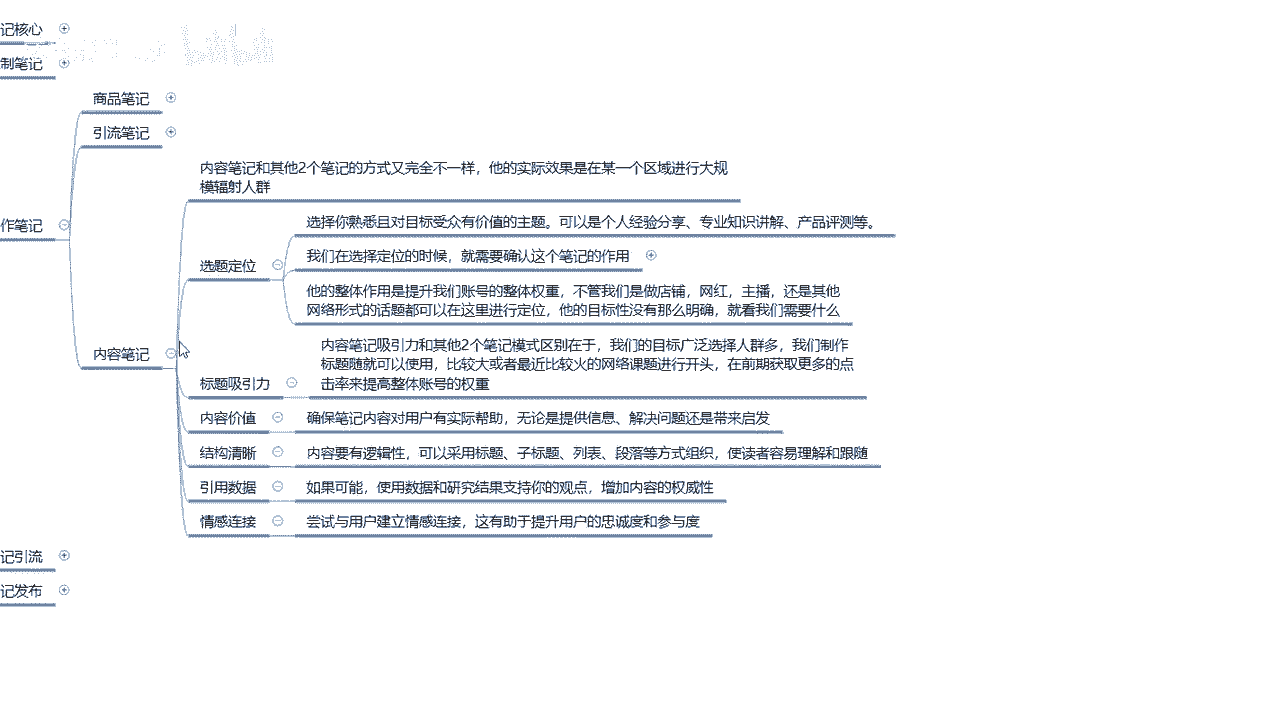 记核心
制笔记
商品笔记
引流笔记
内容笔记和其他2个笔记的方式又完全不一样，他的实际效果是在某一个区域进行大规
模辐射人群
选择你熟悉且对目标受众有价值的主题。可以是个人经验分享、专业知识讲解、产品评测等。
作笔记
我们在选择定位的时候，就需要确认这个笔记的作用
选题定位
他的整体作用是提升我们账号的整体权重，不管我们是做店铺，网红，主播，还是其他
网络形式的话题都可以在这里进行定位，他的目标性没有那么明确，就看我们需要什么
内容笔记
内容笔记吸引力和其他2个笔记模式区别在于，我们的目标广泛选择人群多，我们制作
标题随就可以使用，比较大或者最近比较火的网络课题进行开头，在前期获取更多的点
击率来提高整体账号的权重
标题吸引力
内容价值
确保笔记内容对用户有实际帮助，无论是提供信息、解决问题还是带来启发
结构清晰
内容要有逻辑性，可以采用标题、子标题、列表、段落等方式组织，使读者容易理解和跟随
引用数据
如果可能，使用数据和研究结果支持你的观点，增加内容的权威性
情感连接
尝试与用户建立情感连接，这有助于提升用户的忠诚度和参与度
记引流
记发布